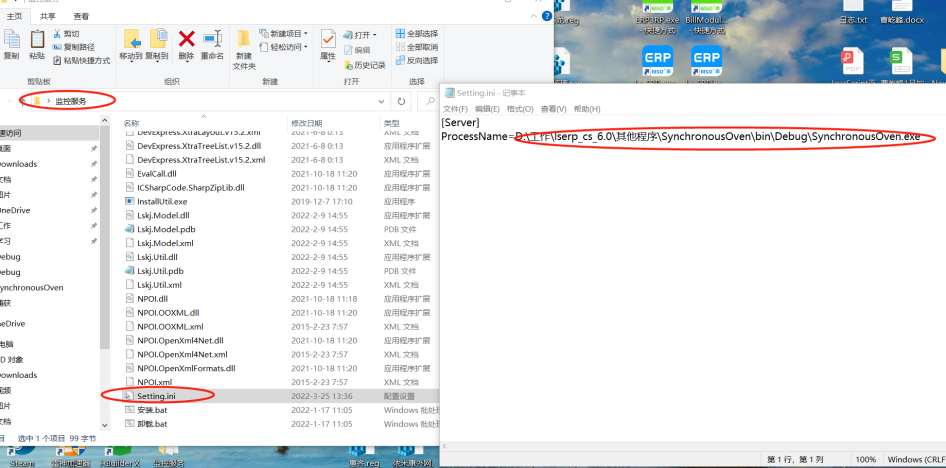 主页 共享 查看
复制
粘贴
剪切
复制路径
粘贴快捷方式
剪贴板
移动到
复制到
删除
重命名
组织
新建
文件夹
新建项目
轻松访问
新建
属性
打开
编辑
历史记录
打开
全部选择
全部取消
反向选择
选择
监控服务
名称 修改日期 类型
DevExpress.XtraLayout.v15.2.xml 2021-6-8 0:13 XML 文档
DevExpress.XtraTreeList.v15.2.dll 2021-6-8 0:13 应用程序扩展
DevExpress.XtraTreeList.v15.2.xml 2021-6-8 0:13 XML 文档
EvalCall.dll 2021-10-18 11:20 应用程序扩展
ICSharpCode.SharpZipLib.dll 2021-10-18 11:20 应用程序扩展
InstallUtil.exe 2019-12-7 17:10 应用程序
Lskj.Model.dll 2022-2-9 14:55 应用程序扩展
Lskj.Model.pdb 2022-2-9 14:55 PDB 文件
Lskj.Model.xml 2022-2-9 14:55 XML 文档
Lskj.Util.dll 2022-2-9 14:55 应用程序扩展
Lskj.Util.pdb 2022-2-9 14:55 PDB 文件
Lskj.Util.xml 2022-2-9 14:55 XML 文档
NPOI.dll 2021-10-18 11:18 应用程序扩展
NPOI.OOXML.dll 2021-10-18 11:20 应用程序扩展
NPOI.OOXML.xml 2015-2-23 7:57 XML 文档
NPOI.OpenXml4Net.dll 2021-10-18 11:20 应用程序扩展
NPOI.OpenXml4Net.xml 2015-2-23 7:57 XML 文档
NPOI.OpenXmlFormats.dll 2021-10-18 11:20 应用程序扩展
NPOI.xml 2015-2-23 7:57 XML 文档
Setting.ini 2022-3-25 13:36 配置设置
安装.bat 2022-1-17 11:05 Windows 批处
卸载.bat 2022-1-17 11:05 Windows 批处
速访问
桌面
ownloads
文档
图片
OneDrive
工作
学习
ebug
ebug
ynchronousOven
neDrive
电脑
D 对象
ownloads
视频
图片
文档
目 选中 1 个项目 99 字节
Steam
HBuilder X
监控服务
日志.txt
ERP
MSO
- 快捷方式
ERP
MSO
- 快捷方式
PDF
Setting.ini - 记事本
文件(F) 编辑(E) 格式(O) 查看(V) 帮助(H)
[Server]
ProcessName=D:\工作\lserp_cs_6.0\其他程序\SynchronousOven\bin\Debug\SynchronousOven.exe
第 1 行，第 1 列 100% Windows (CRLF